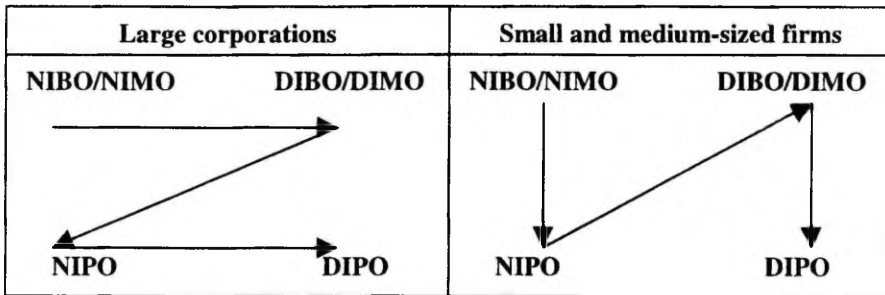 Large corporations
Small and medium-sized firms
NIBO/NIMO DIBO/DIMO
NIPO DIPO
NIBO/NIMO DIBO/DIMO
NIPO DIPO